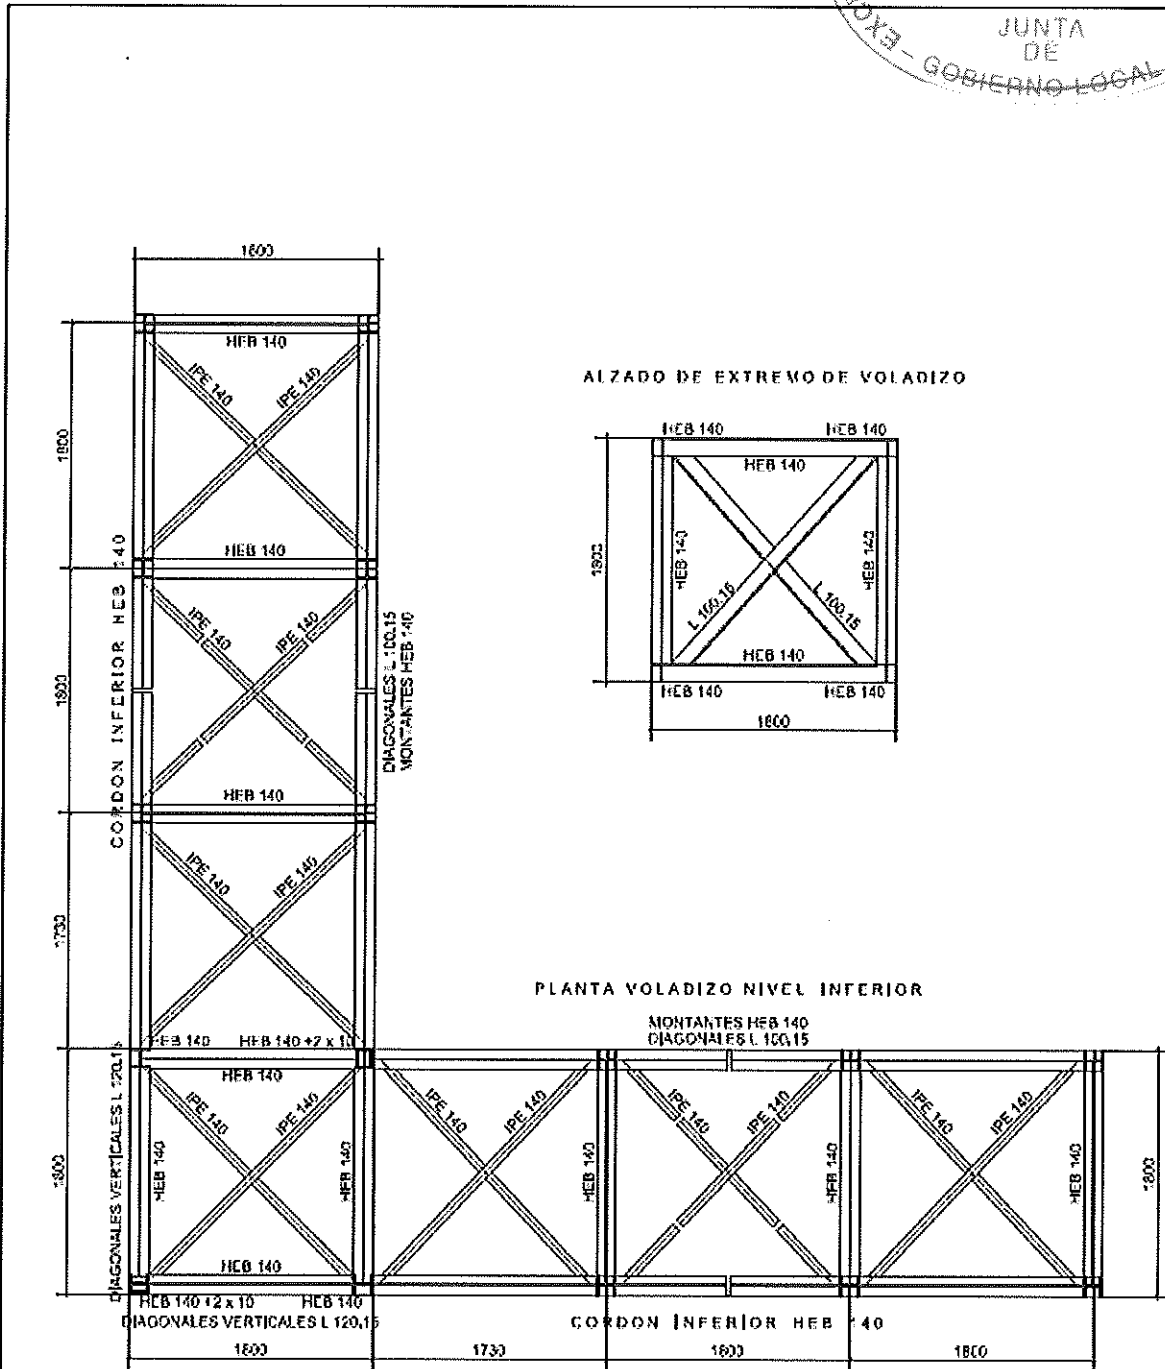 JUNTA
DE
- GOBIERNO LOCAL
1800
HEB 140
IPE 140
IPE 140
1800
HEB 140
CORDON INFERIOR HEB 140
IPE 140
IPE 140
1800
DIAGONALES L 100.15
MONTANTES HEB 140
HEB 140
IPE 140
IPE 140
1730
HEB 140
HEB 140 +2 x 10
HEB 140
DIAGONALES VERTICALES L 120.15
IPE 140
IPE 140
HEB 140
HEB 140
1800
HEB 140
HEB 140 +2 x 10
HEB 140
DIAGONALES VERTICALES L 120.15
ALZADO DE EXTREMO DE VOLADIZO
HEB 140
HEB 140
HEB 140
1800
HEB 140
HEB 140
L 100.15
L 100.15
HEB 140
HEB 140
HEB 140
1800
PLANTA VOLADIZO NIVEL INFERIOR
MONTANTES HEB 140
DIAGONALES L 100.15
IPE 140
IPE 140
HEB 140
IPE 140
IPE 140
HEB 140
IPE 140
IPE 140
HEB 140
1800
CORDON INFERIOR HEB 140
1800
1730
1800
1800